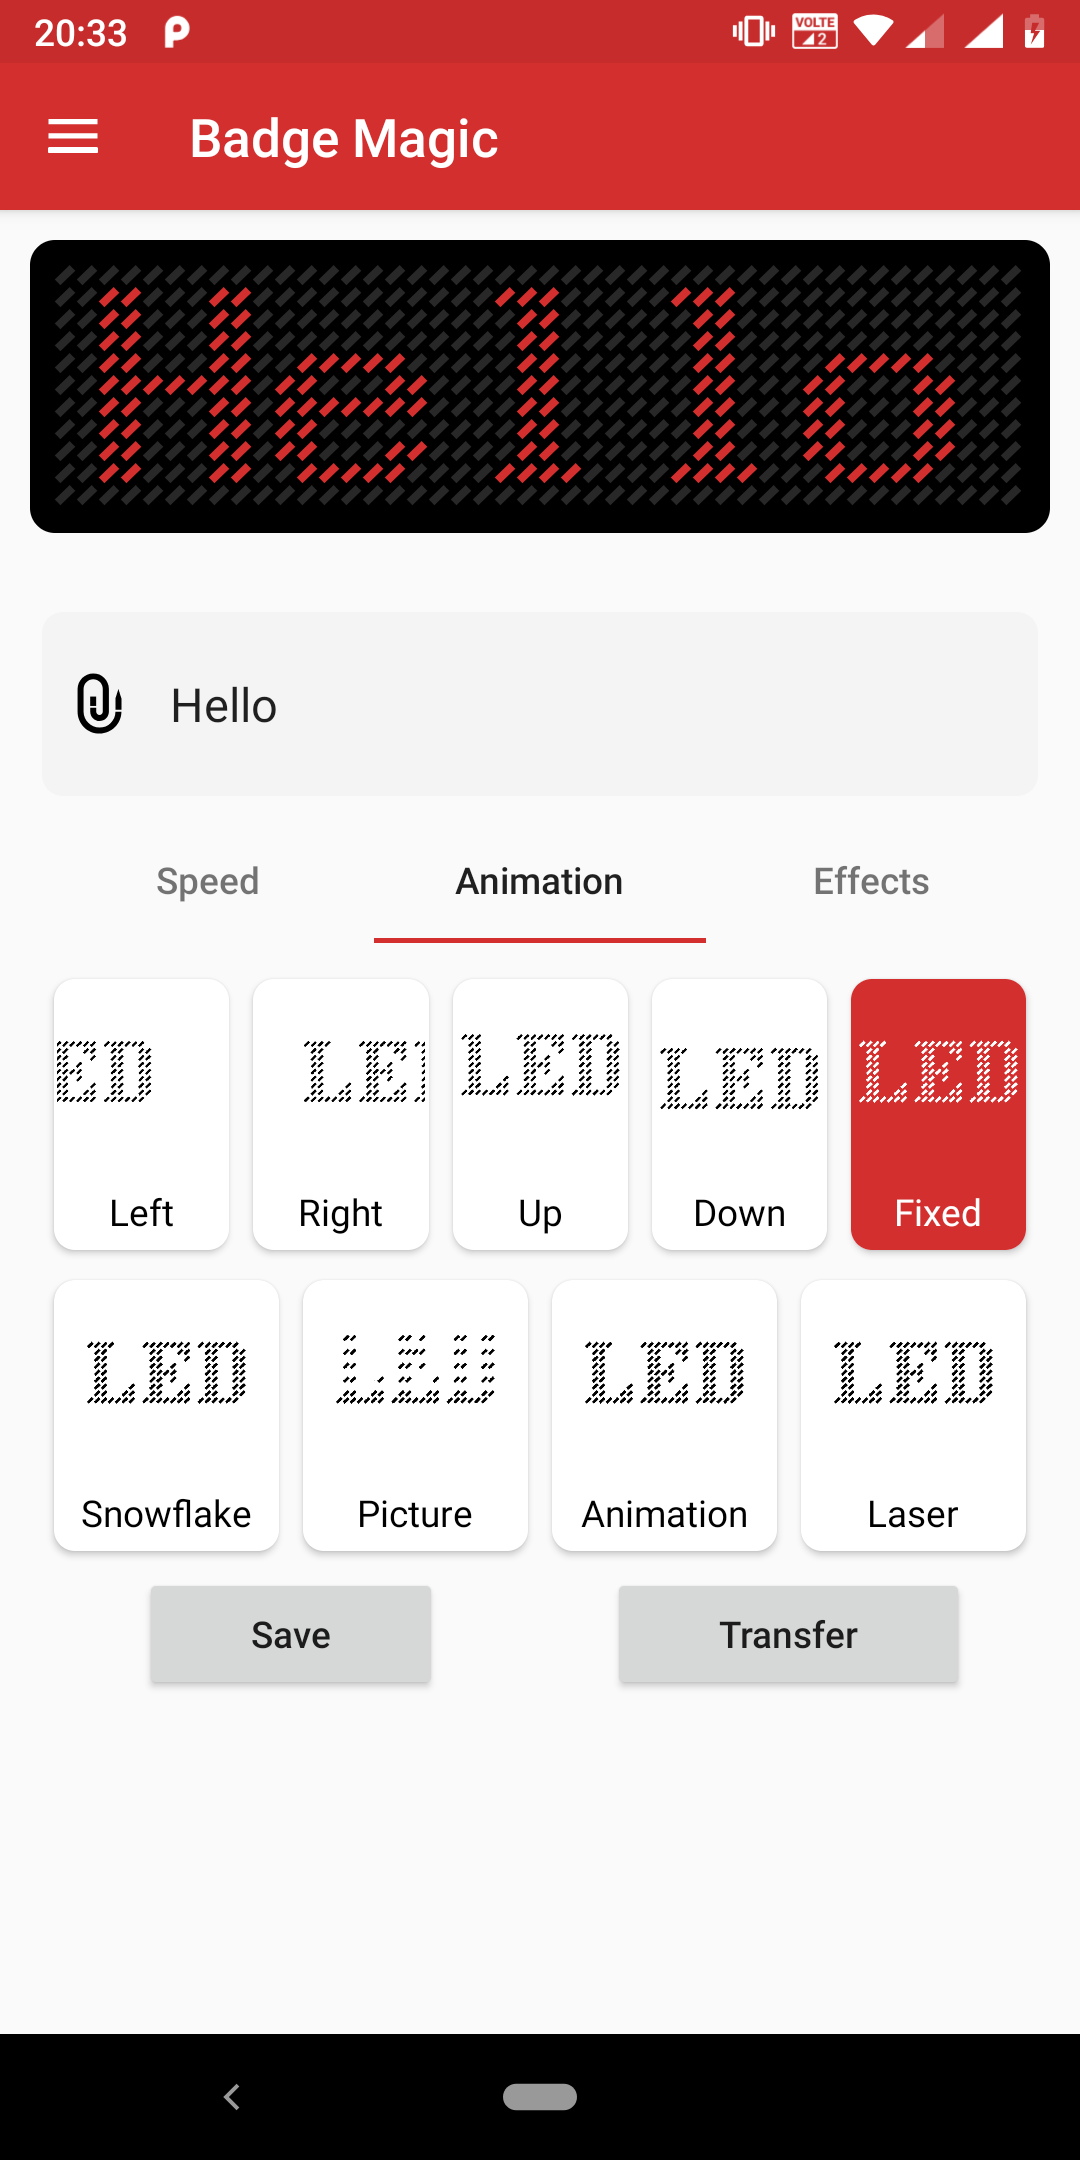 20:33
VOLTE 2
Badge Magic
Hello
Hello
Speed Animation Effects
ED LE LED LED LED
Left Right Up Down Fixed
LED LED LED LED
Snowflake Picture Animation Laser
Save Transfer